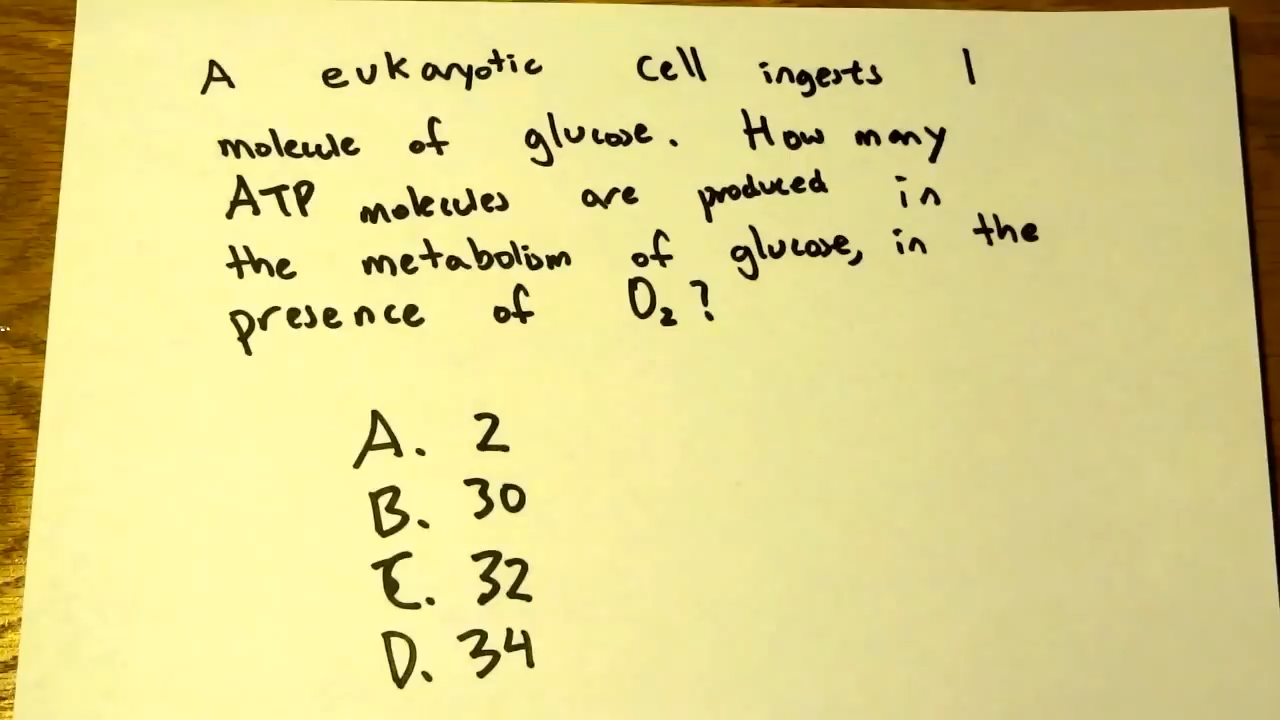 A eukaryotic cell ingests 1
molecule of glucose. How many
ATP molecules are produced in
the metabolism of glucose, in the
presence of O₂?
A. 2
B. 30
C. 32
D. 34